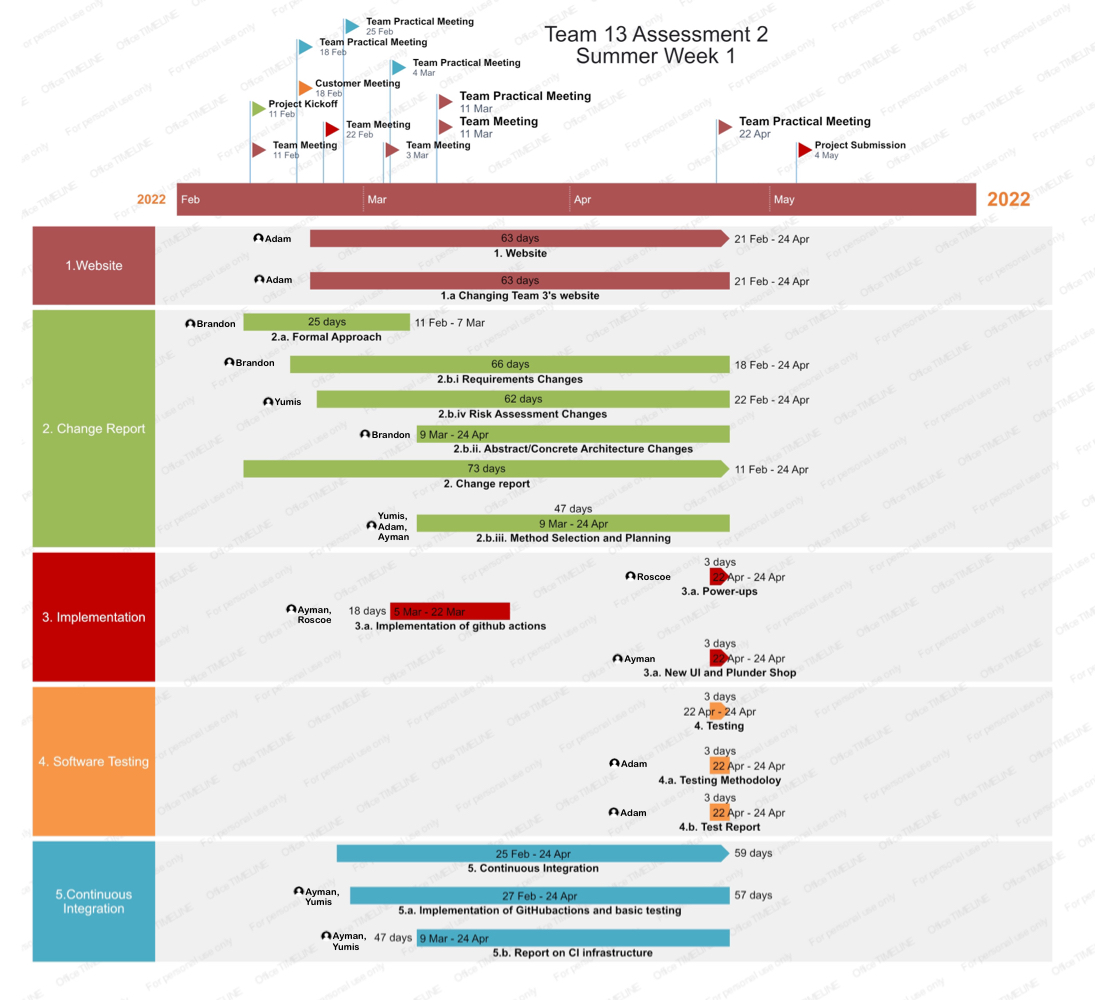 Team 13 Assessment 2
Summer Week 1
Team Practical Meeting
25 Feb
Team Practical Meeting
18 Feb
Team Practical Meeting
4 Mar
Customer Meeting
18 Feb
Project Kickoff
11 Feb
Team Practical Meeting
11 Mar
Team Meeting
22 Feb
Team Meeting
11 Mar
Team Practical Meeting
22 Apr
Team Meeting
11 Feb
Team Meeting
3 Mar
Project Submission
4 May
2022
Feb
Mar
Apr
May
2022
1.Website
Adam
63 days
21 Feb - 24 Apr
1. Website
Adam
63 days
21 Feb - 24 Apr
1.a Changing Team 3's website
2. Change Report
Brandon
25 days
11 Feb - 7 Mar
2.a. Formal Approach
Brandon
66 days
18 Feb - 24 Apr
2.b.i Requirements Changes
Yumis
62 days
22 Feb - 24 Apr
2.b.iv Risk Assessment Changes
Brandon
9 Mar - 24 Apr
2.b.ii. Abstract/Concrete Architecture Changes
73 days
11 Feb - 24 Apr
2. Change report
Yumis,
Adam,
Ayman
47 days
9 Mar - 24 Apr
2.b.iii. Method Selection and Planning
3. Implementation
Roscoe
3 days
22 Apr - 24 Apr
3.a. Power-ups
Ayman,
Roscoe
18 days
5 Mar - 22 Mar
3.a. Implementation of github actions
Ayman
3 days
22 Apr - 24 Apr
3.a. New UI and Plunder Shop
4. Software Testing
3 days
22 Apr - 24 Apr
4. Testing
Adam
3 days
22 Apr - 24 Apr
4.a. Testing Methodoloy
Adam
3 days
22 Apr - 24 Apr
4.b. Test Report
5.Continuous
Integration
25 Feb - 24 Apr
59 days
5. Continuous Integration
Ayman,
Yumis
27 Feb - 24 Apr
57 days
5.a. Implementation of GitHubactions and basic testing
Ayman,
Yumis
47 days
9 Mar - 24 Apr
5.b. Report on CI infrastructure
Office TIMELINE
For personal use only